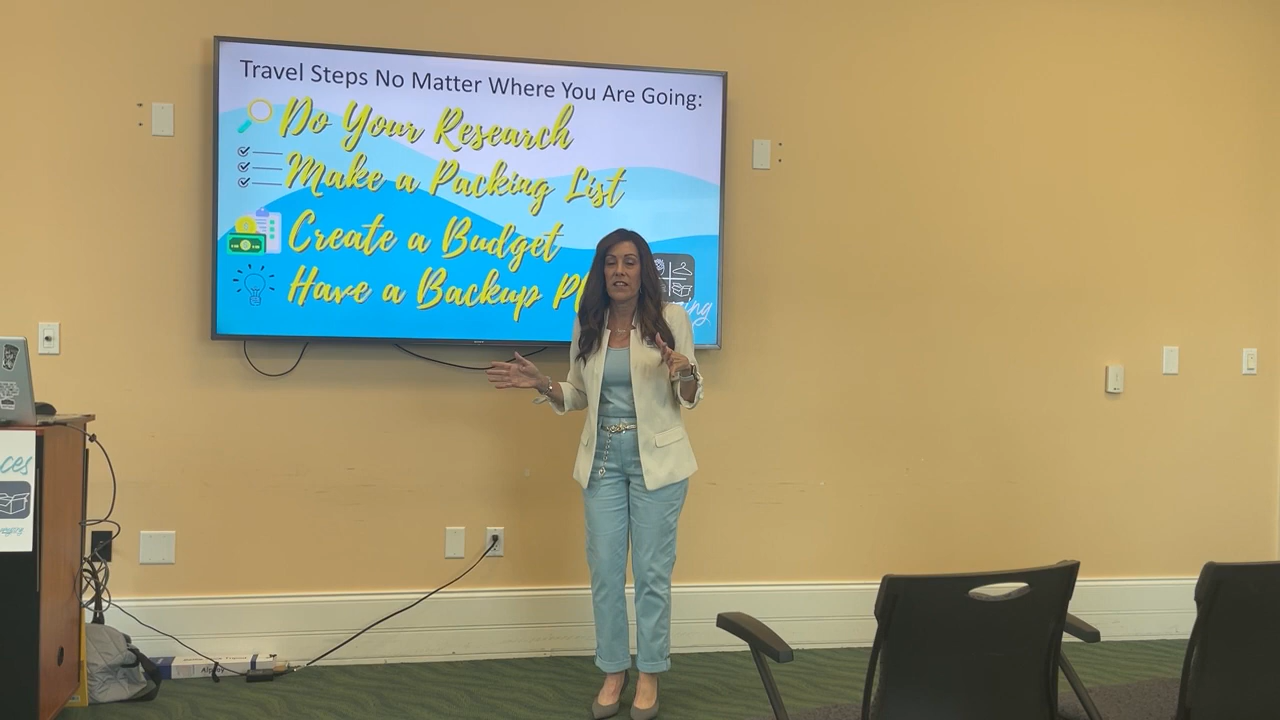 Travel Steps No Matter Where You Are Going:
Do Your Research
Make a Packing List
Create a Budget
Have a Backup